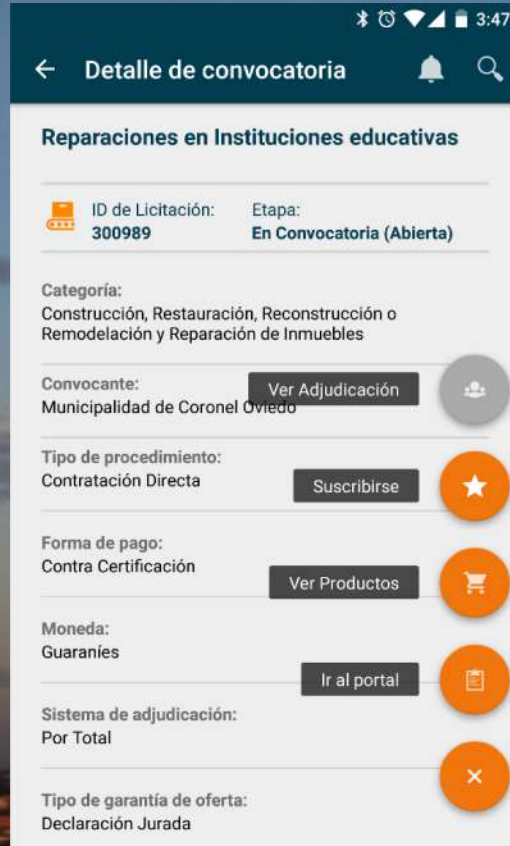 3:47
Detalle de convocatoria
Reparaciones en Instituciones educativas
ID de Licitación:
300989
Etapa:
En Convocatoria (Abierta)
Categoría:
Construcción, Restauración, Reconstrucción o
Remodelación y Reparación de Inmuebles
Convocante:
Municipalidad de Coronel Oviedo
Ver Adjudicación
Tipo de procedimiento:
Contratación Directa
Suscribirse
Forma de pago:
Contra Certificación
Ver Productos
Moneda:
Guaraníes
Ir al portal
Sistema de adjudicación:
Por Total
Tipo de garantía de oferta:
Declaración Jurada